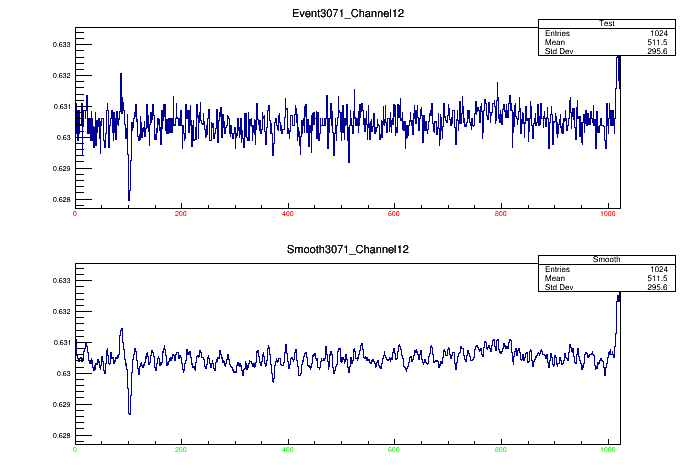 Event3071_Channel12
Test
Entries 1024
Mean 511.5
Std Dev 295.6
0.633
0.632
0.631
0.63
0.629
0.628
0 200 400 600 800 1000
Smooth3071_Channel12
Smooth
Entries 1024
Mean 511.5
Std Dev 295.6
0.633
0.632
0.631
0.63
0.629
0.628
0 200 400 600 800 1000